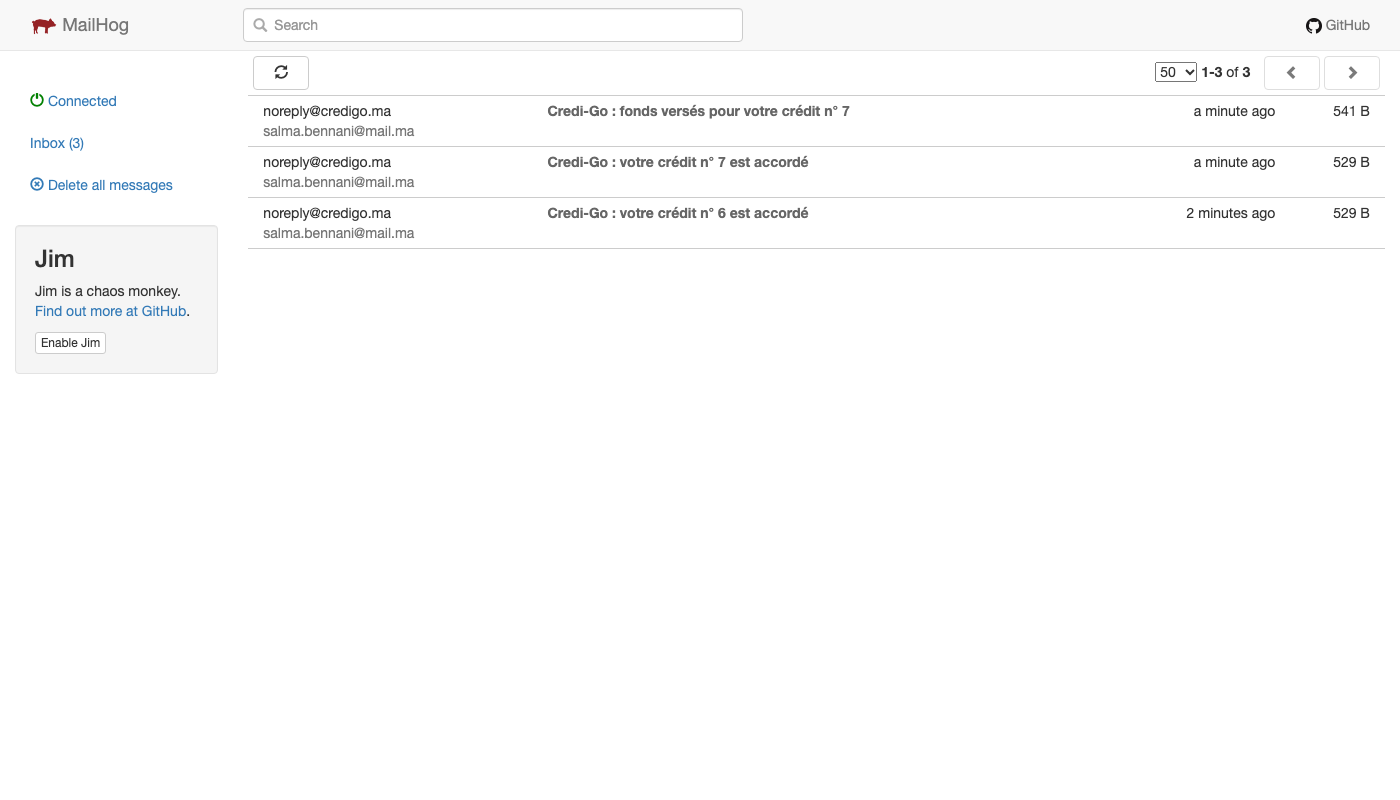 MailHog
Search
GitHub
50 1-3 of 3
Connected
Inbox (3)
Delete all messages
Jim
Jim is a chaos monkey.
Find out more at GitHub.
Enable Jim
noreply@credigo.ma Credi-Go : fonds versés pour votre crédit n° 7 a minute ago 541 B
salma.bennani@mail.ma
noreply@credigo.ma Credi-Go : votre crédit n° 7 est accordé a minute ago 529 B
salma.bennani@mail.ma
noreply@credigo.ma Credi-Go : votre crédit n° 6 est accordé 2 minutes ago 529 B
salma.bennani@mail.ma